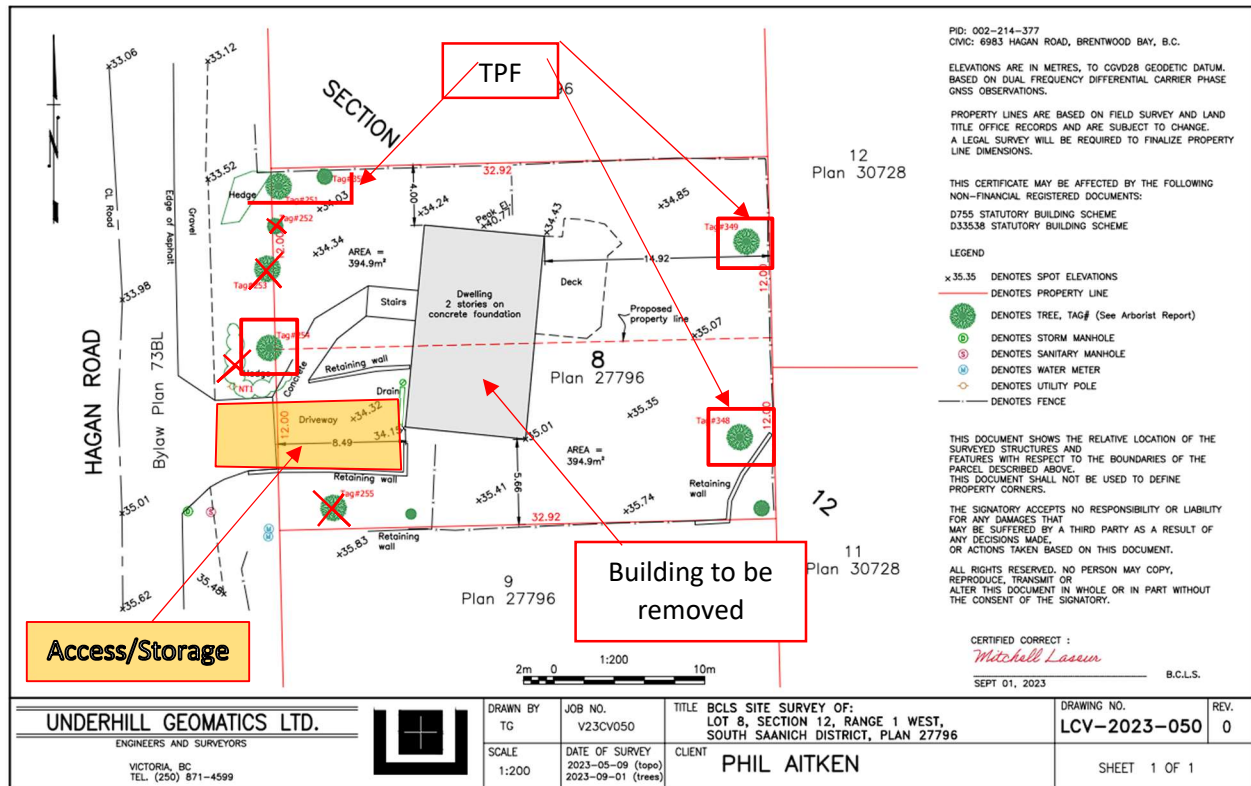 TPF
96
SECTION
×33.06
×33.12
×33.52
×33.98
×35.01
×35.62
35.48+
CL Road
Edge of Asphalt
Gravel
HAGAN ROAD
Bylaw Plan 73BL
Hedge
Tag#251
Tag#252
Tag#253
Tag#254
Hedge
NT1
Concrete
12.00
32.92
4.00
×34.03
×34.24
×34.34
AREA =
394.9m²
Peak El.
×40.77
×34.43
×34.85
Tag#349
14.92
12.00
Stairs
Dwelling
2 stories on
concrete foundation
Deck
Proposed
property line
×35.07
Retaining wall
Drain
8
Plan 27796
Driveway
×34.32
34.15
12.00
8.49
×35.35
×35.01
Tag#348
12.00
AREA =
394.9m²
Retaining wall
Tag#255
5.66
×35.41
×35.74
Retaining
wall
32.92
×35.83
Retaining
wall
12
Plan 30728
12
11
Plan 30728
9
Plan 27796
Building to be
removed
Access/Storage
2m 0 1:200 10m
PID: 002-214-377
CIVIC: 6983 HAGAN ROAD, BRENTWOOD BAY, B.C.
ELEVATIONS ARE IN METRES, TO CGVD28 GEODETIC DATUM.
BASED ON DUAL FREQUENCY DIFFERENTIAL CARRIER PHASE
GNSS OBSERVATIONS.
PROPERTY LINES ARE BASED ON FIELD SURVEY AND LAND
TITLE OFFICE RECORDS AND ARE SUBJECT TO CHANGE.
A LEGAL SURVEY WILL BE REQUIRED TO FINALIZE PROPERTY
LINE DIMENSIONS.
THIS CERTIFICATE MAY BE AFFECTED BY THE FOLLOWING
NON-FINANCIAL REGISTERED DOCUMENTS:
D755 STATUTORY BUILDING SCHEME
D33538 STATUTORY BUILDING SCHEME
LEGEND
×35.35 DENOTES SPOT ELEVATIONS
DENOTES PROPERTY LINE
DENOTES TREE, TAG# (See Arborist Report)
D DENOTES STORM MANHOLE
S DENOTES SANITARY MANHOLE
W DENOTES WATER METER
DENOTES UTILITY POLE
DENOTES FENCE
THIS DOCUMENT SHOWS THE RELATIVE LOCATION OF THE
SURVEYED STRUCTURES AND
FEATURES WITH RESPECT TO THE BOUNDARIES OF THE
PARCEL DESCRIBED ABOVE.
THIS DOCUMENT SHALL NOT BE USED TO DEFINE
PROPERTY CORNERS.
THE SIGNATORY ACCEPTS NO RESPONSIBILITY OR LIABILITY
FOR ANY DAMAGES THAT
MAY BE SUFFERED BY A THIRD PARTY AS A RESULT OF
ANY DECISIONS MADE,
OR ACTIONS TAKEN BASED ON THIS DOCUMENT.
ALL RIGHTS RESERVED. NO PERSON MAY COPY,
REPRODUCE, TRANSMIT OR
ALTER THIS DOCUMENT IN WHOLE OR IN PART WITHOUT
THE CONSENT OF THE SIGNATORY.
CERTIFIED CORRECT :
Mitchell Laseur
B.C.L.S.
SEPT 01, 2023
UNDERHILL GEOMATICS LTD.
ENGINEERS AND SURVEYORS
VICTORIA, BC
TEL. (250) 871-4599
DRAWN BY
TG
JOB NO.
V23CV050
SCALE
1:200
DATE OF SURVEY
2023-05-09 (topo)
2023-09-01 (trees)
TITLE BCLS SITE SURVEY OF:
LOT 8, SECTION 12, RANGE 1 WEST,
SOUTH SAANICH DISTRICT, PLAN 27796
CLIENT
PHIL AITKEN
DRAWING NO.
LCV-2023-050
REV.
0
SHEET 1 OF 1